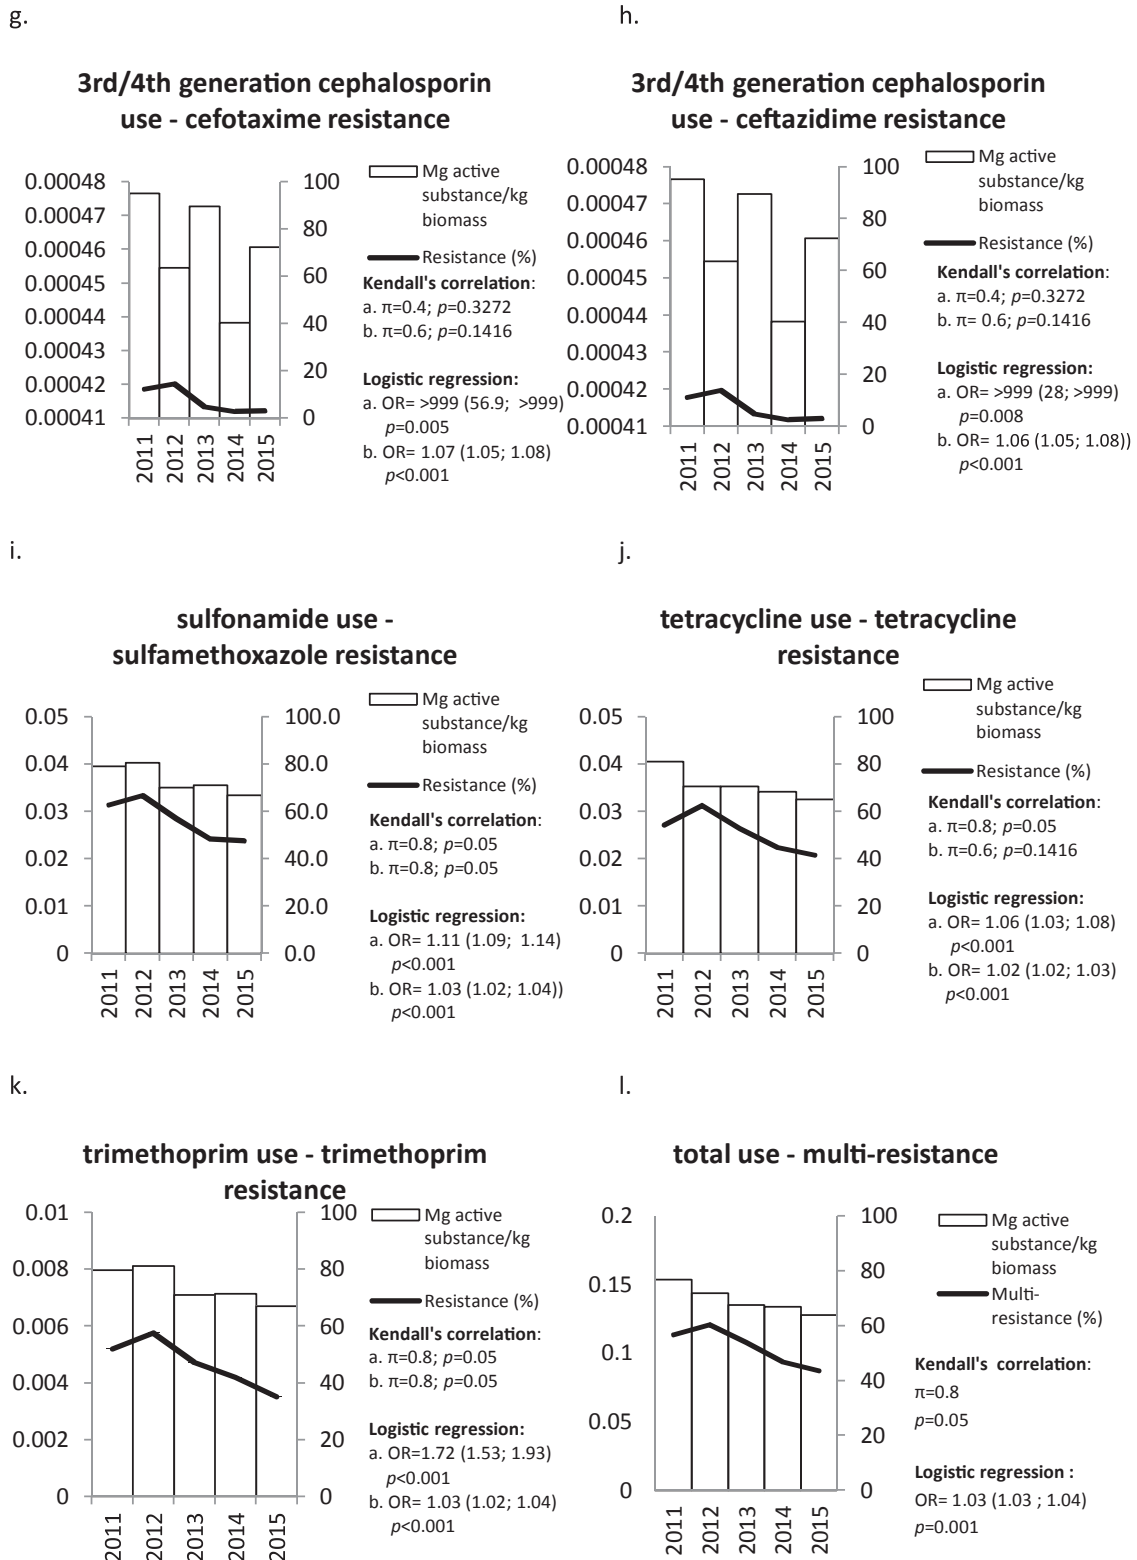 g.
3rd/4th generation cephalosporin
use - cefotaxime resistance
0.00048
0.00047
0.00046
0.00045
0.00044
0.00043
0.00042
0.00041
100
80
60
40
20
0
2011
2012
2013
2014
2015
Mg active
substance/kg
biomass
Resistance (%)
Kendall's correlation:
a. π=0.4; p=0.3272
b. π=0.6; p=0.1416
Logistic regression:
a. OR= >999 (56.9; >999)
p=0.005
b. OR= 1.07 (1.05; 1.08)
p<0.001
h.
3rd/4th generation cephalosporin
use - ceftazidime resistance
0.00048
0.00047
0.00046
0.00045
0.00044
0.00043
0.00042
0.00041
100
80
60
40
20
0
2011
2012
2013
2014
2015
Mg active
substance/kg
biomass
Resistance (%)
Kendall's correlation:
a. π=0.4; p=0.3272
b. π= 0.6; p=0.1416
Logistic regression:
a. OR= >999 (28; >999)
p=0.008
b. OR= 1.06 (1.05; 1.08))
p<0.001
i.
sulfonamide use -
sulfamethoxazole resistance
0.05
0.04
0.03
0.02
0.01
0
100.0
80.0
60.0
40.0
20.0
0.0
2011
2012
2013
2014
2015
Mg active
substance/kg
biomass
Resistance (%)
Kendall's correlation:
a. π=0.8; p=0.05
b. π=0.8; p=0.05
Logistic regression:
a. OR= 1.11 (1.09; 1.14)
p<0.001
b. OR= 1.03 (1.02; 1.04))
p<0.001
j.
tetracycline use - tetracycline
resistance
0.05
0.04
0.03
0.02
0.01
0
100
80
60
40
20
0
2011
2012
2013
2014
2015
Mg active
substance/kg
biomass
Resistance (%)
Kendall's correlation:
a. π=0.8; p=0.05
b. π=0.6; p=0.1416
Logistic regression:
a. OR= 1.06 (1.03; 1.08)
p<0.001
b. OR= 1.02 (1.02; 1.03)
p<0.001
k.
trimethoprim use - trimethoprim
resistance
0.01
0.008
0.006
0.004
0.002
0
100
80
60
40
20
0
2011
2012
2013
2014
2015
Mg active
substance/kg
biomass
Resistance (%)
Kendall's correlation:
a. π=0.8; p=0.05
b. π=0.8; p=0.05
Logistic regression:
a. OR=1.72 (1.53; 1.93)
p<0.001
b. OR= 1.03 (1.02; 1.04)
p<0.001
l.
total use - multi-resistance
0.2
0.15
0.1
0.05
0
100
80
60
40
20
0
2011
2012
2013
2014
2015
Mg active
substance/kg
biomass
Multi-
resistance (%)
Kendall's correlation:
π=0.8
p=0.05
Logistic regression :
OR= 1.03 (1.03 ; 1.04)
p=0.001